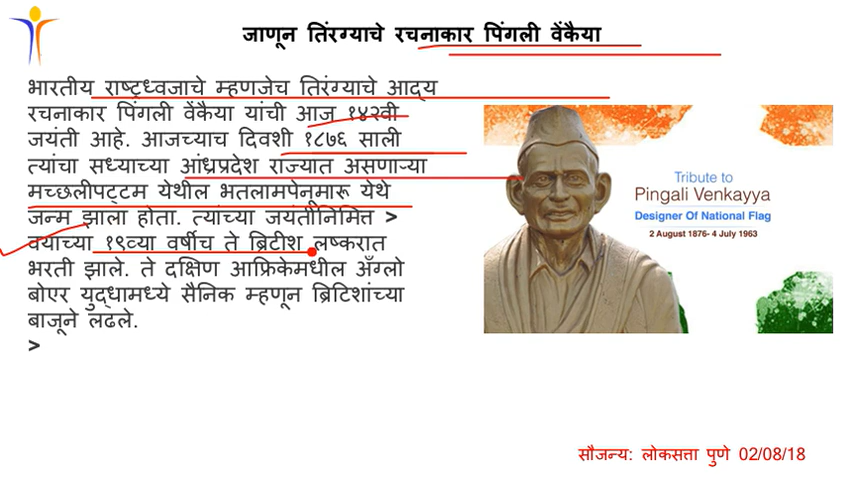 जाणून तिंरग्याचे रचनाकार पिंगली वेंकैया
भारतीय राष्ट्रध्वजाचे म्हणजेच तिरंग्याचे आद्य
रचनाकार पिंगली वेंकैया यांची आज १४२वी
जयंती आहे. आजच्याच दिवशी १८७६ साली
त्यांचा सध्याच्या आंध्रप्रदेश राज्यात असणाऱ्या
मच्छलीपट्टम येथील भतलामपेनूमारू येथे
जन्म झाला होता. त्यांच्या जयंतीनिमित्त >
वयाच्या १९व्या वर्षीच ते ब्रिटीश लष्करात
भरती झाले. ते दक्षिण आफ्रिकेमधील अँग्लो
बोएर युद्धामध्ये सैनिक म्हणून ब्रिटिशांच्या
बाजूने लढले.
>
Tribute to
Pingali Venkayya
Designer Of National Flag
2 August 1876- 4 July 1963
सौजन्य: लोकसत्ता पुणे 02/08/18